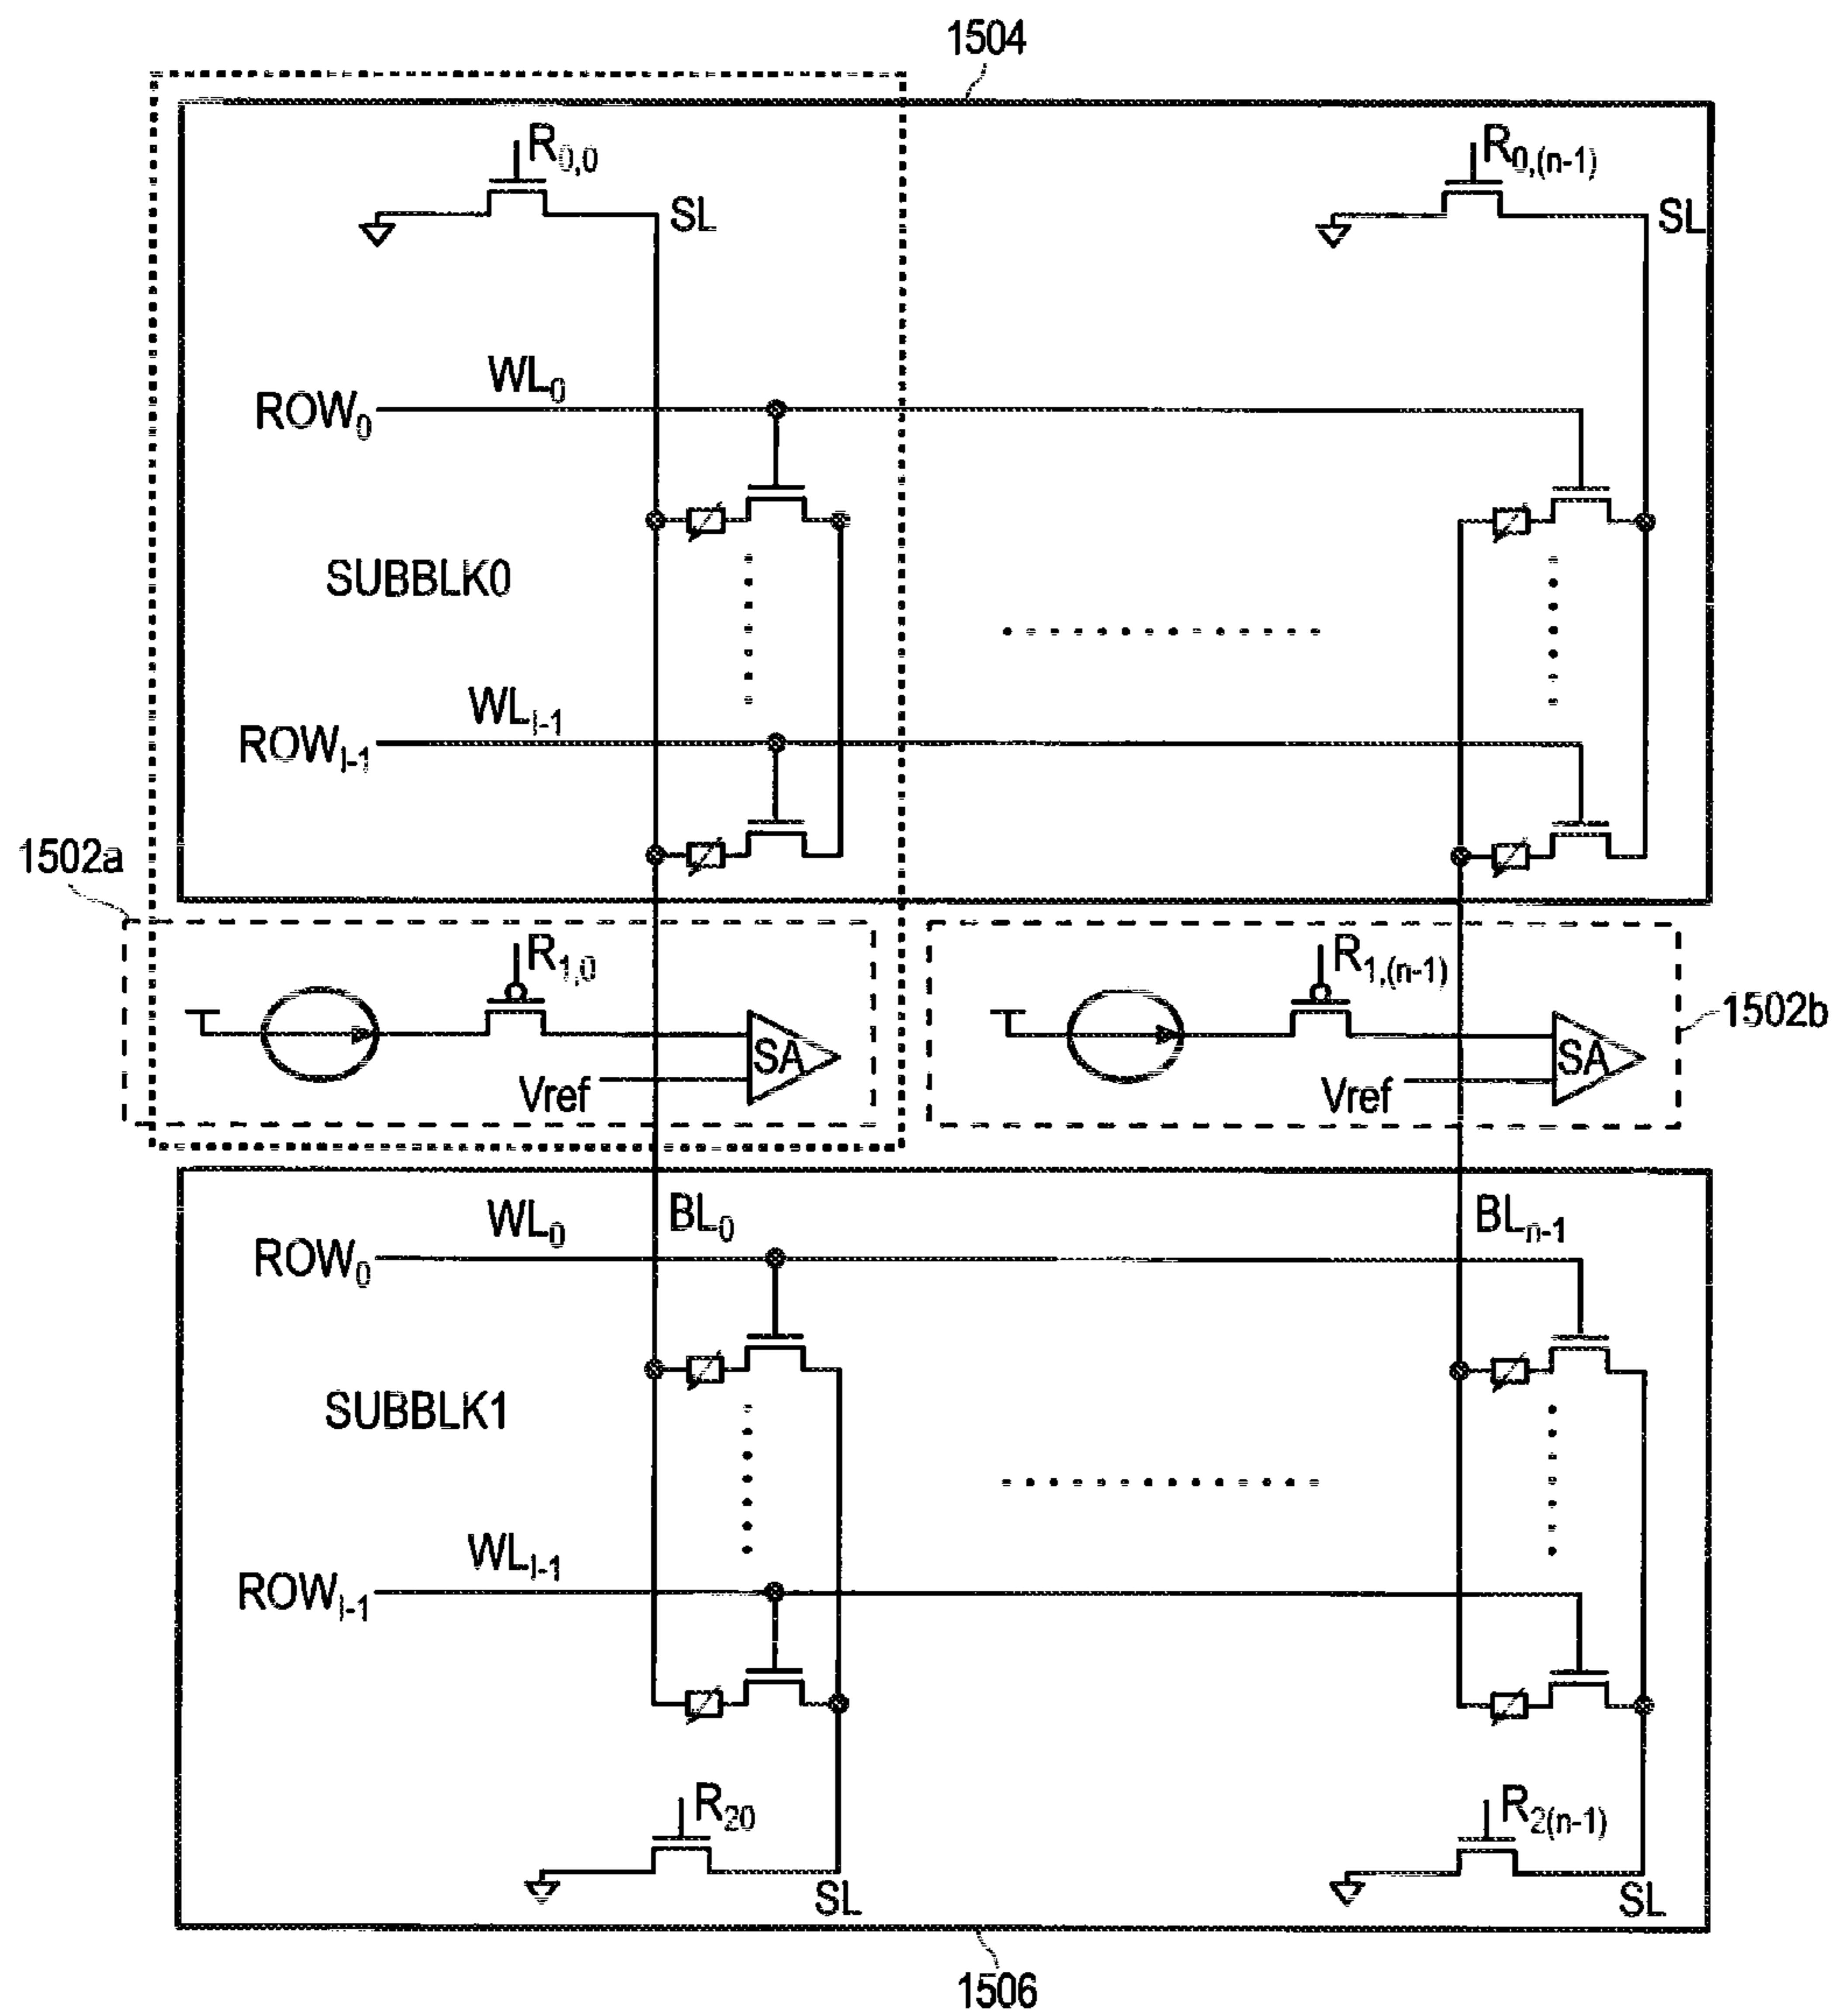 1504
R0,0
R0,(n-1)
SL
SL
WL0
ROW0
SUBBLK0
WLl-1
ROWl-1
1502a
R1,0
R1,(n-1)
1502b
SA
SA
Vref
Vref
WL0
BL0
BLn-1
ROW0
SUBBLK1
WLl-1
ROWl-1
R20
R2(n-1)
SL
SL
1506